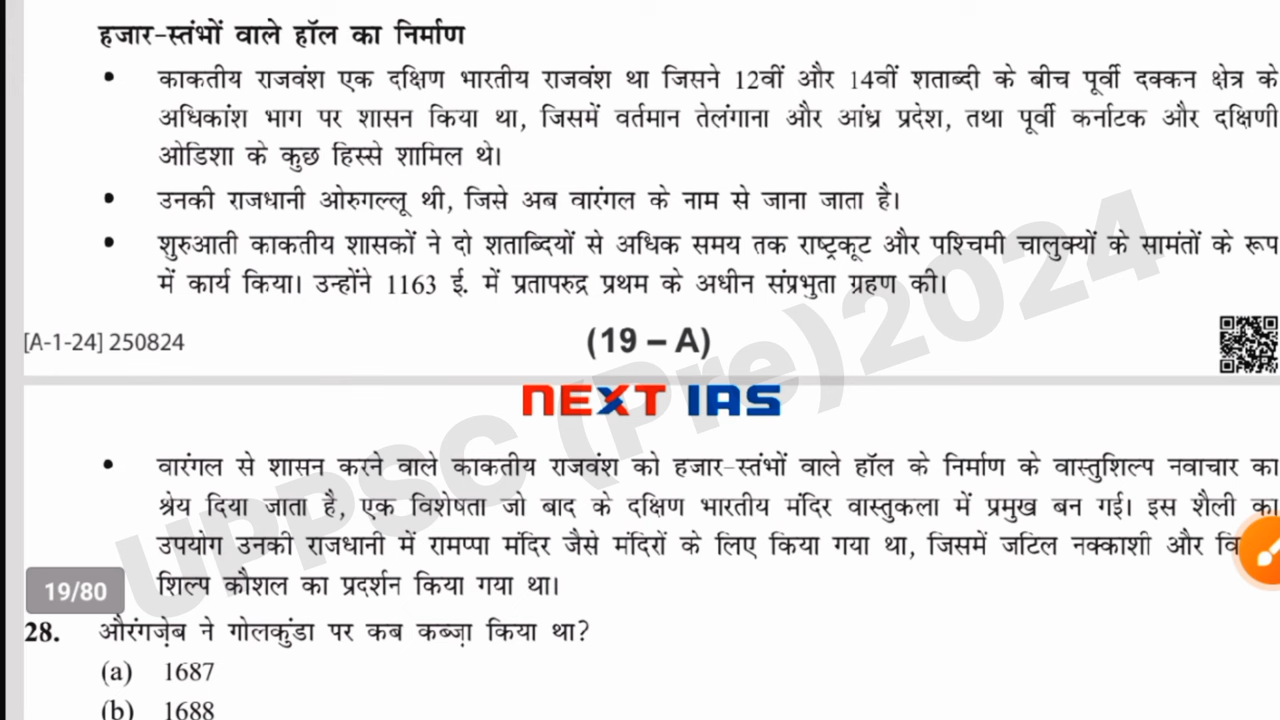 हजार-स्तंभों वाले हॉल का निर्माण
• काकतीय राजवंश एक दक्षिण भारतीय राजवंश था जिसने 12वीं और 14वीं शताब्दी के बीच पूर्वी दक्कन क्षेत्र के
अधिकांश भाग पर शासन किया था, जिसमें वर्तमान तेलंगाना और आंध्र प्रदेश, तथा पूर्वी कर्नाटक और दक्षिणी
ओडिशा के कुछ हिस्से शामिल थे।
• उनकी राजधानी ओरुगल्लू थी, जिसे अब वारंगल के नाम से जाना जाता है।
• शुरुआती काकतीय शासकों ने दो शताब्दियों से अधिक समय तक राष्ट्रकूट और पश्चिमी चालुक्यों के सामंतों के रूप
में कार्य किया। उन्होंने 1163 ई. में प्रतापरुद्र प्रथम के अधीन संप्रभुता ग्रहण की।
[A-1-24] 250824
(19 – A)
NEXT IAS
UPPSC (Pre) 2024
• वारंगल से शासन करने वाले काकतीय राजवंश को हजार-स्तंभों वाले हॉल के निर्माण के वास्तुशिल्प नवाचार का
श्रेय दिया जाता है, एक विशेषता जो बाद के दक्षिण भारतीय मंदिर वास्तुकला में प्रमुख बन गई। इस शैली का
उपयोग उनकी राजधानी में रामप्पा मंदिर जैसे मंदिरों के लिए किया गया था, जिसमें जटिल नक्काशी और
शिल्प कौशल का प्रदर्शन किया गया था।
19/80
28. औरंगज़ेब ने गोलकुंडा पर कब कब्ज़ा किया था?
(a) 1687
(b) 1688